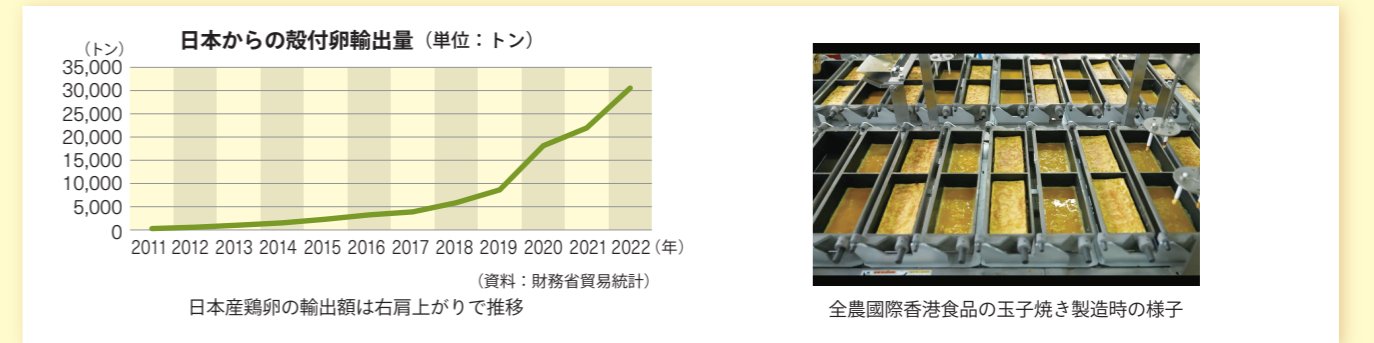 日本からの殻付卵輸出量（単位：トン）
（トン）
35,000
30,000
25,000
20,000
15,000
10,000
5,000
0
2011 2012 2013 2014 2015 2016 2017 2018 2019 2020 2021 2022（年）
（資料：財務省貿易統計）
日本産鶏卵の輸出額は右肩上がりで推移
全農國際香港食品の玉子焼き製造時の様子